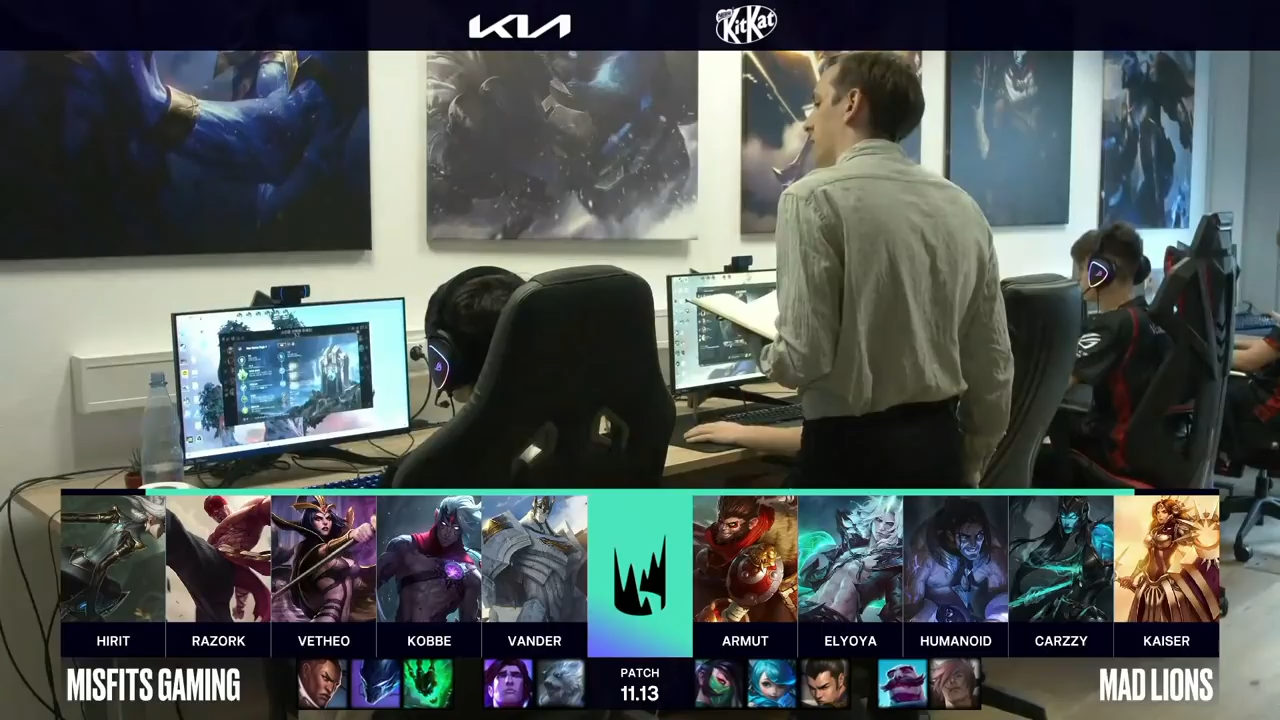 KIA
Nestle KitKat
HIRIT
RAZORK
VETHEO
KOBBE
VANDER
ARMUT
ELYOYA
HUMANOID
CARZZY
KAISER
MISFITS GAMING
PATCH
11.13
MAD LIONS